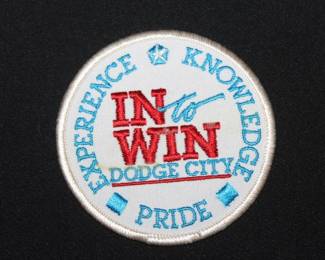 EXPERIENCE KNOWLEDGE
IN to
WIN
DODGE CITY
PRIDE